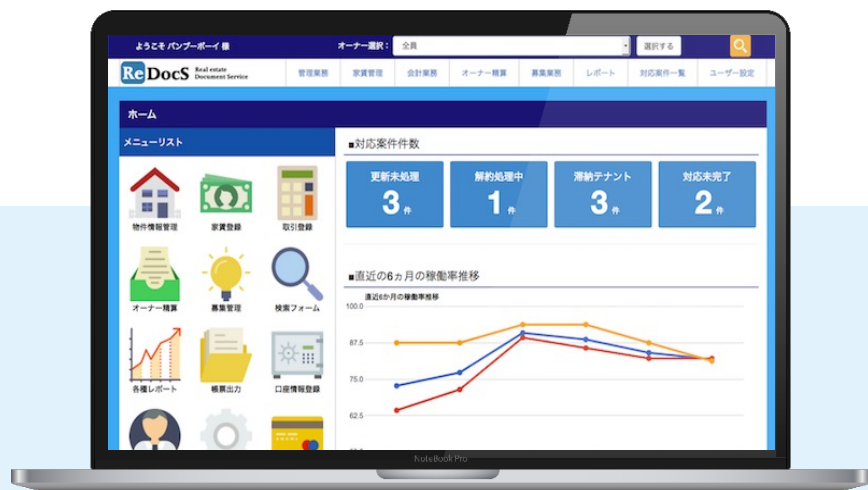 ようこそ バンブーボーイ 様
オーナー選択：
全員
選択する
ReDocS Real estate
Document Service
管理業務
家賃管理
会計業務
オーナー精算
募集業務
レポート
対応案件一覧
ユーザー設定
ホーム
メニューリスト
物件情報管理
家賃登録
取引登録
オーナー精算
募集管理
検索フォーム
各種レポート
帳票出力
口座情報登録
■対応案件件数
更新未処理
3件
解約処理中
1件
滞納テナント
3件
対応未完了
2件
■直近の6ヵ月の稼働率推移
直近6か月の稼働率推移
100.0
87.5
75.0
62.5
NoteBook Pro